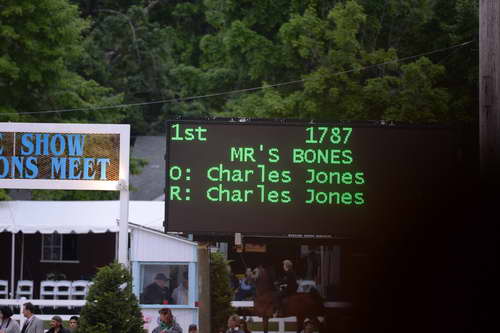 SHOW
ONS MEET
1st 1787
MR'S BONES
O: Charles Jones
R: Charles Jones